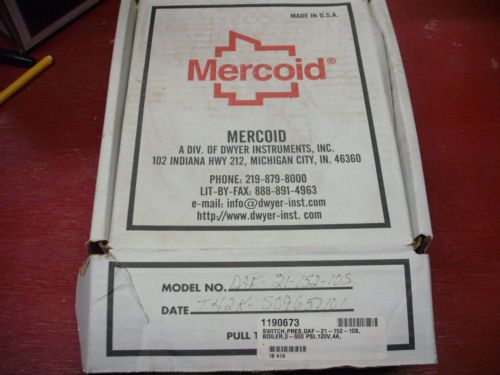 MADE IN U.S.A.
Mercoid®
MERCOID
A DIV. OF DWYER INSTRUMENTS, INC.
102 INDIANA HWY 212, MICHIGAN CITY, IN. 46360
PHONE: 219-879-8000
LIT-BY-FAX: 888-891-4963
e-mail: info@dwyer-inst.com
http://www.dwyer-inst. com
MODEL NO. DAF-21-152-10S
DATE
PULL
1190673
SWITCH,PRES,DAF-21-152-10S,
BOILER,0-600 PSI,120V,4A,
1B 41A